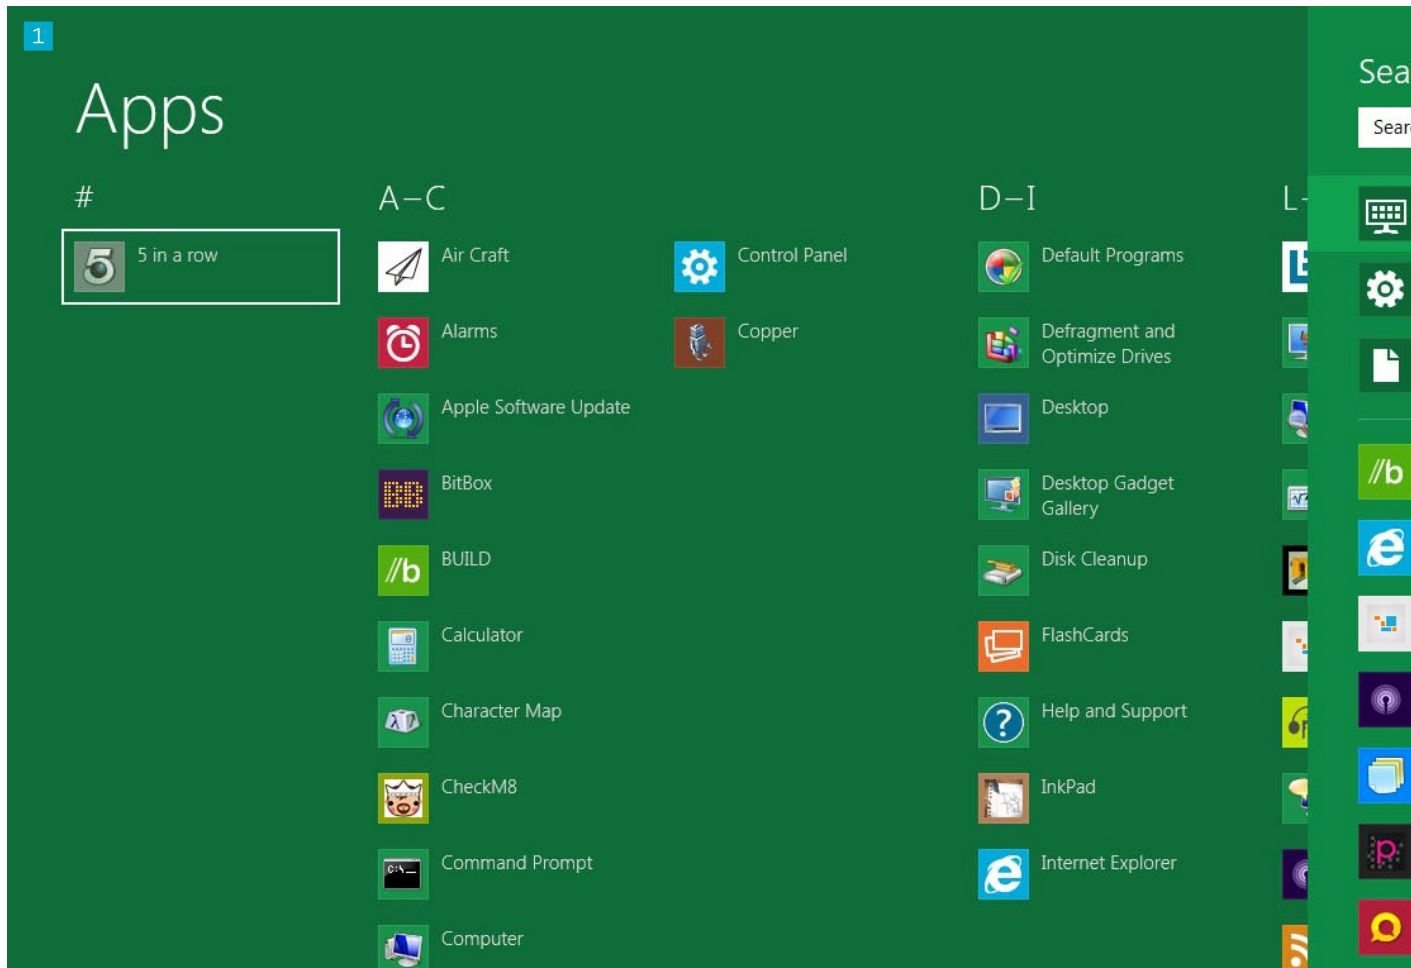 1
Apps
Sea
Sear
#
A–C
D–I
L-
5 in a row
Air Craft
Control Panel
Default Programs
Alarms
Copper
Defragment and
Optimize Drives
Apple Software Update
Desktop
BitBox
Desktop Gadget
Gallery
BUILD
Disk Cleanup
Calculator
FlashCards
Character Map
Help and Support
CheckM8
InkPad
Command Prompt
Internet Explorer
Computer